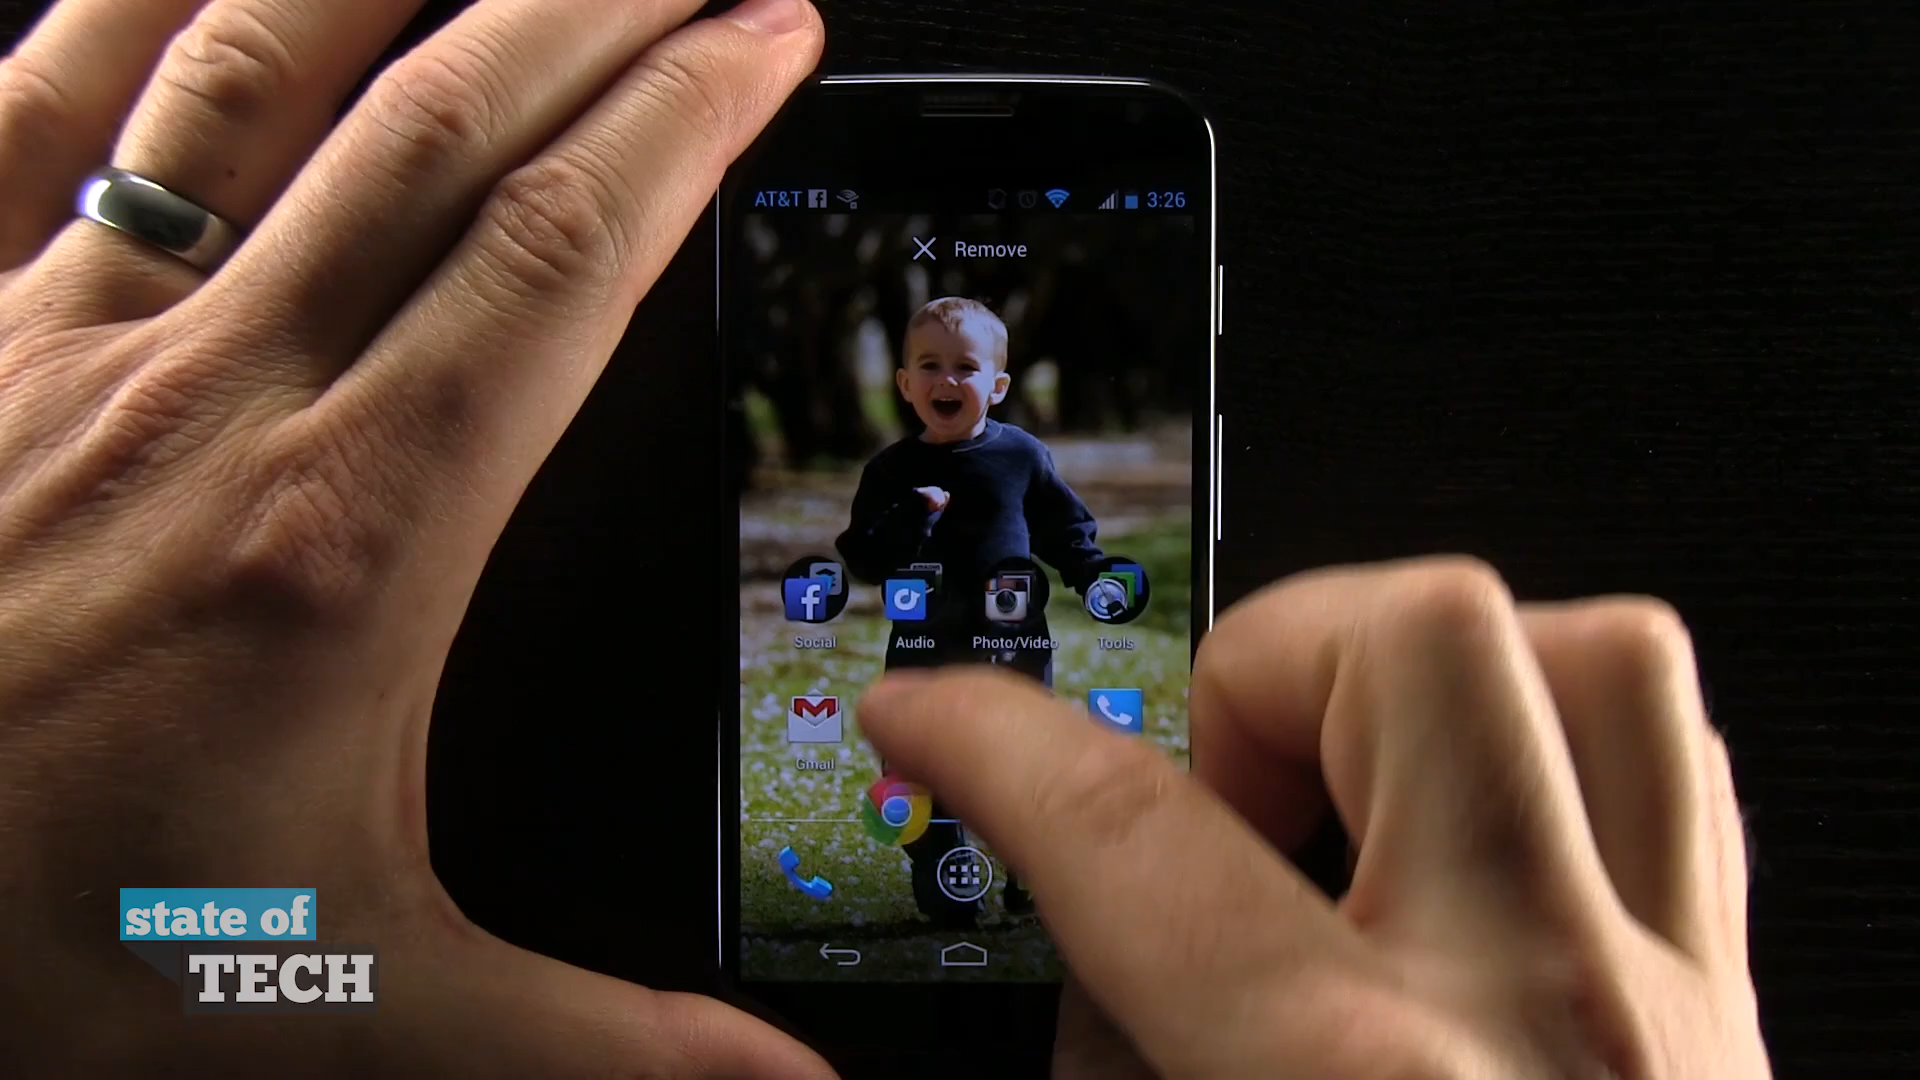 AT&T 3:26
Remove
Social Audio Photo/Video Tools
Gmail
state of
TECH